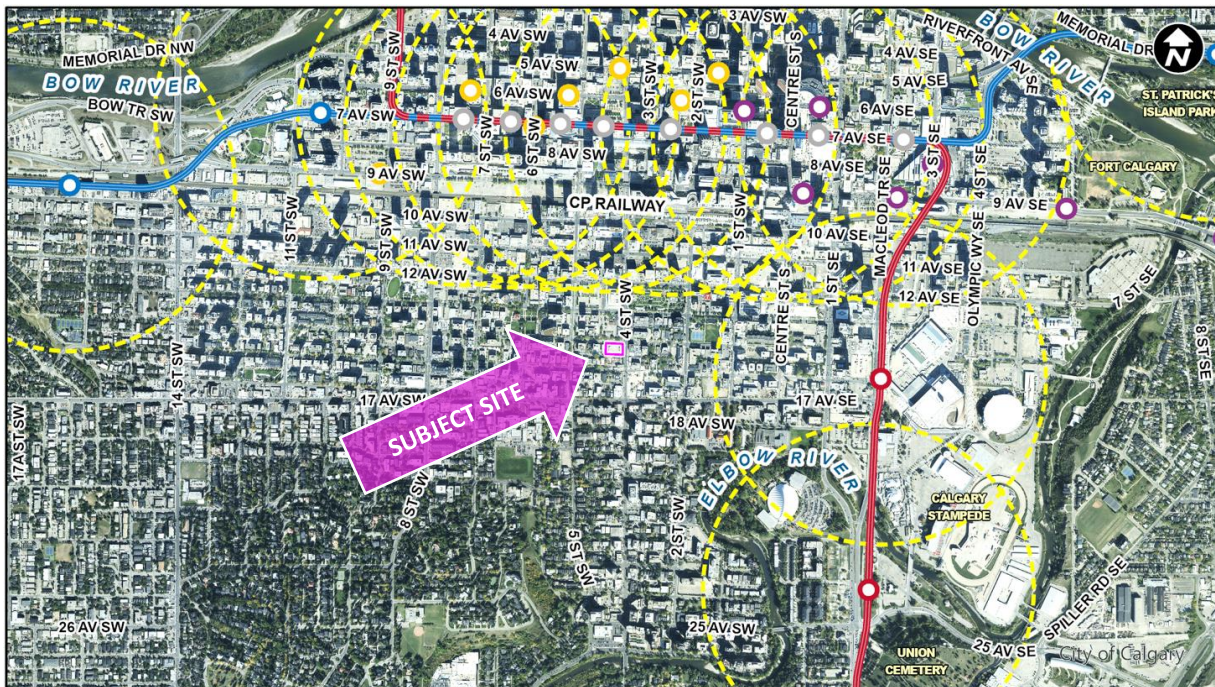 MEMORIAL DR NW
BOW RIVER
BOW TR SW
9 ST SW
4 AV SW
5 AV SW
6 AV SW
7 AV SW
3 ST SW
2 ST SW
3 AV SE
CENTRE ST S
RIVERFRONT AV SE
BOW RIVER
MEMORIAL DR
N
4 AV SE
5 AV SE
6 AV SE
ST. PATRICK'S
ISLAND PARK
7 ST SW
6 ST SW
8 AV SW
9 AV SW
7 AV SE
8 AV SE
3 ST SE
4 ST SE
FORT CALGARY
9 AV SE
CP RAILWAY
11 ST SW
9 ST SW
10 AV SW
11 AV SW
12 AV SW
1 ST SW
MACLEOD TR SE
10 AV SE
11 AV SE
12 AV SE
OLYMPIC WY SE
7 ST SE
8 ST SE
4 ST SW
CENTRE ST S
1 ST SE
14 ST SW
17A ST SW
SUBJECT SITE
17 AV SW
17 AV SE
18 AV SW
ELBOW RIVER
8 ST SW
5 ST SW
2 ST SW
CALGARY
STAMPEDE
26 AV SW
25 AV SW
25 AV SE
SPILLER RD SE
UNION
CEMETERY
City of Calgary